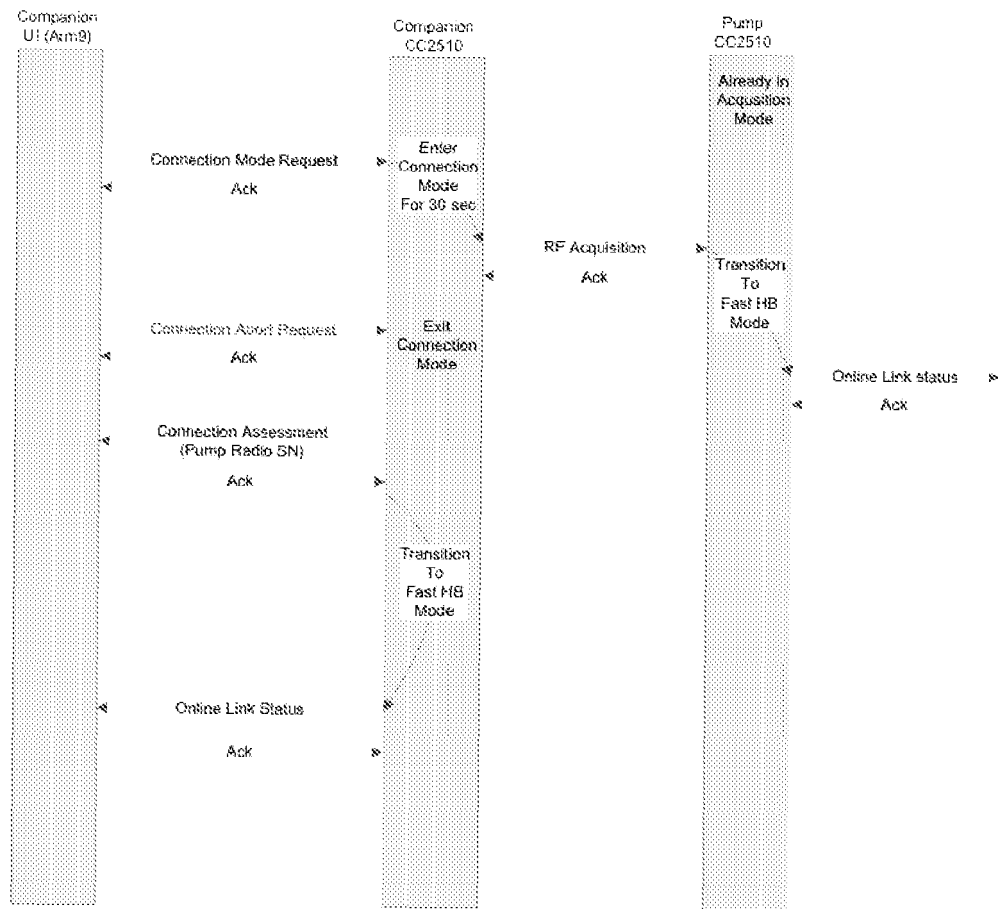 Companion
UI (Arm9)
Companion
CC2510
Pump
CC2510
Already in
Acqusition
Mode
Connection Mode Request
Ack
Enter
Connection
Mode
For 30 sec
RF Acquisition
Ack
Transition
To
Fast HB
Mode
Connection Abort Request
Ack
Exit
Connection
Mode
Online Link status
Ack
Connection Assessment
(Pump Radio SN)
Ack
Transition
To
Fast HB
Mode
Online Link Status
Ack